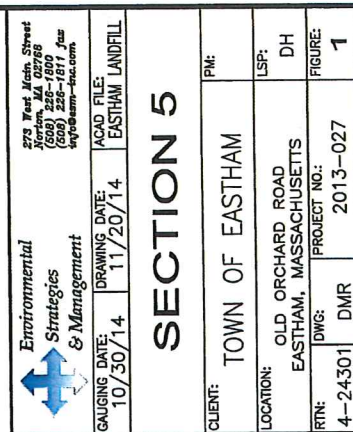 Environmental
Strategies
& Management
273 West Main Street
Norton, MA 02766
(508) 226-1800
(508) 226-1811 fax
info@esm-inc.com
GAUGING DATE:
10/30/14
DRAWING DATE:
11/20/14
ACAD FILE:
EASTHAM LANDFILL
SECTION 5
CLIENT:
TOWN OF EASTHAM
PM:
LOCATION:
OLD ORCHARD ROAD
EASTHAM, MASSACHUSETTS
LSP:
DH
RTN:
4-24301
DWG:
DMR
PROJECT NO.:
2013-027
FIGURE:
1